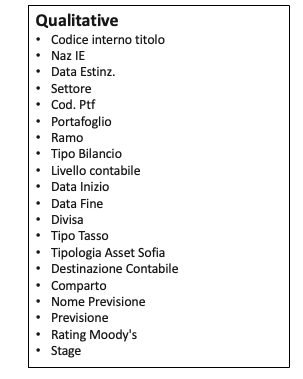 Qualitative
• Codice interno titolo
• Naz IE
• Data Estinz.
• Settore
• Cod. Ptf
• Portafoglio
• Ramo
• Tipo Bilancio
• Livello contabile
• Data Inizio
• Data Fine
• Divisa
• Tipo Tasso
• Tipologia Asset Sofia
• Destinazione Contabile
• Comparto
• Nome Previsione
• Previsione
• Rating Moody's
• Stage